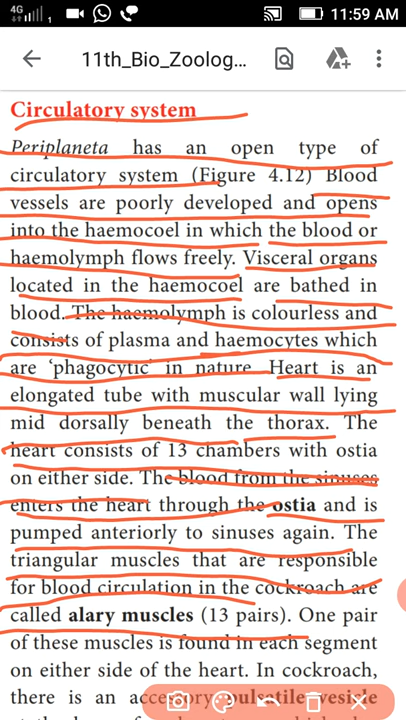 4G 1 11:59 AM
11th_Bio_Zoolog...
Circulatory system
Periplaneta has an open type of
circulatory system (Figure 4.12) Blood
vessels are poorly developed and opens
into the haemocoel in which the blood or
haemolymph flows freely. Visceral organs
located in the haemocoel are bathed in
blood. The haemolymph is colourless and
consists of plasma and haemocytes which
are ‘phagocytic’ in nature. Heart is an
elongated tube with muscular wall lying
mid dorsally beneath the thorax. The
heart consists of 13 chambers with ostia
on either side. The blood from the sinuses
enters the heart through the ostia and is
pumped anteriorly to sinuses again. The
triangular muscles that are responsible
for blood circulation in the cockroach are
called alary muscles (13 pairs). One pair
of these muscles is found in each segment
on either side of the heart. In cockroach,
there is an accessory pulsatile vesicle